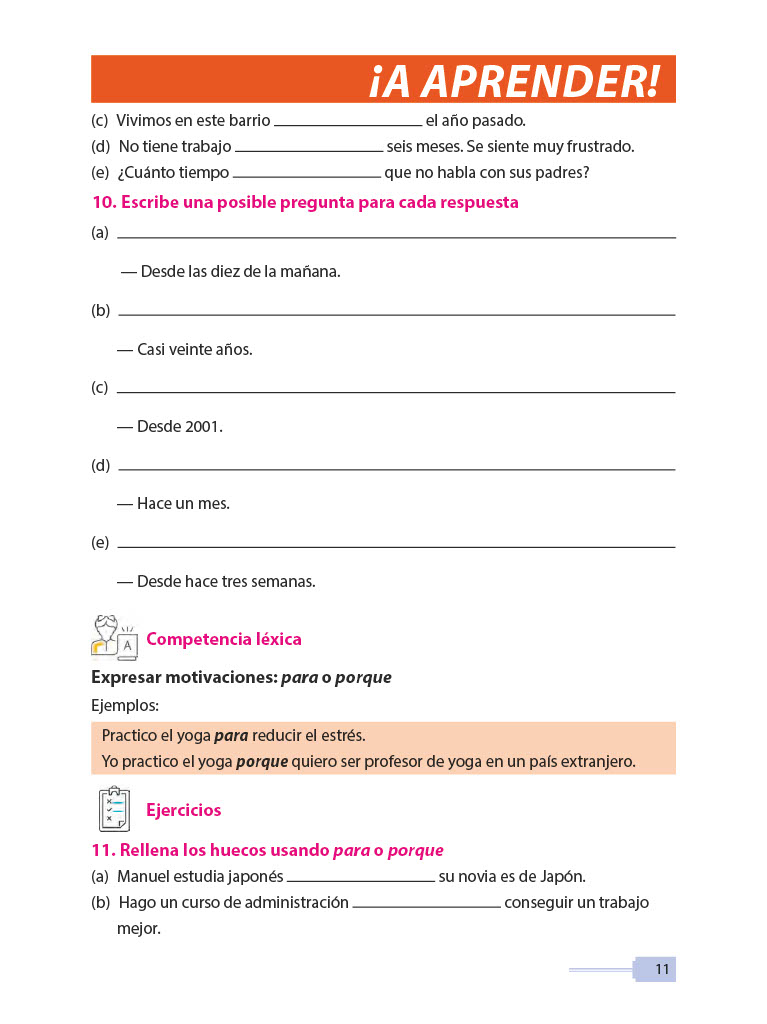 ¡A APRENDER!
(c) Vivimos en este barrio ________________ el año pasado.
(d) No tiene trabajo ________________ seis meses. Se siente muy frustrado.
(e) ¿Cuánto tiempo ________________ que no habla con sus padres?
10. Escribe una posible pregunta para cada respuesta
(a) ________________
— Desde las diez de la mañana.
(b) ________________
— Casi veinte años.
(c) ________________
— Desde 2001.
(d) ________________
— Hace un mes.
(e) ________________
— Desde hace tres semanas.
A
Competencia léxica
Expresar motivaciones: para o porque
Ejemplos:
Practico el yoga para reducir el estrés.
Yo practico el yoga porque quiero ser profesor de yoga en un país extranjero.
Ejercicios
11. Rellena los huecos usando para o porque
(a) Manuel estudia japonés ________________ su novia es de Japón.
(b) Hago un curso de administración ________________ conseguir un trabajo
mejor.
11